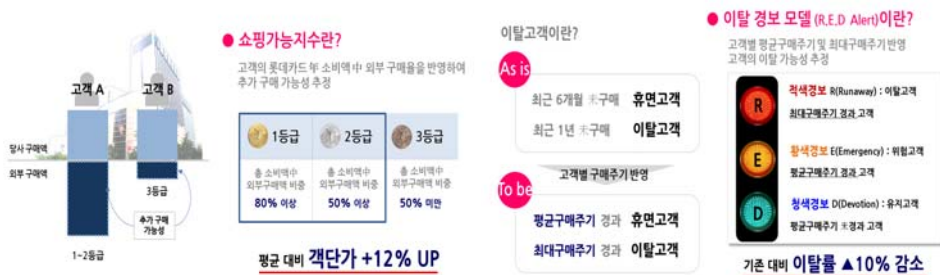 고객 A
고객 B
당사 구매액
외부 구매액
3등급
추가 구매
가능성
1~2등급
● 쇼핑가능지수란?
고객의 롯데카드 年 소비액 中 외부 구매율을 반영하여
추가 구매 가능성 추정
1등급
2등급
3등급
총 소비액中
외부구매액 비중
80% 이상
총 소비액中
외부구매액 비중
50% 이상
총 소비액中
외부구매액 비중
50% 미만
평균 대비 객단가 +12% UP
이탈고객이란?
As is
최근 6개월 未구매 휴면고객
최근 1년 未구매 이탈고객
고객별 구매주기 반영
To be
평균구매주기 경과 휴면고객
최대구매주기 경과 이탈고객
● 이탈 경보 모델 (R.E.D Alert)이란?
고객별 평균구매주기 및 최대구매주기 반영
고객의 이탈 가능성 추정
R
적색경보 R(Runaway) : 이탈고객
최대구매주기 경과 고객
E
황색경보 E(Emergency) : 위험고객
평균구매주기 경과 고객
D
청색경보 D(Devotion) : 유지고객
평균구매주기 未경과 고객
기존 대비 이탈률 ▲10% 감소